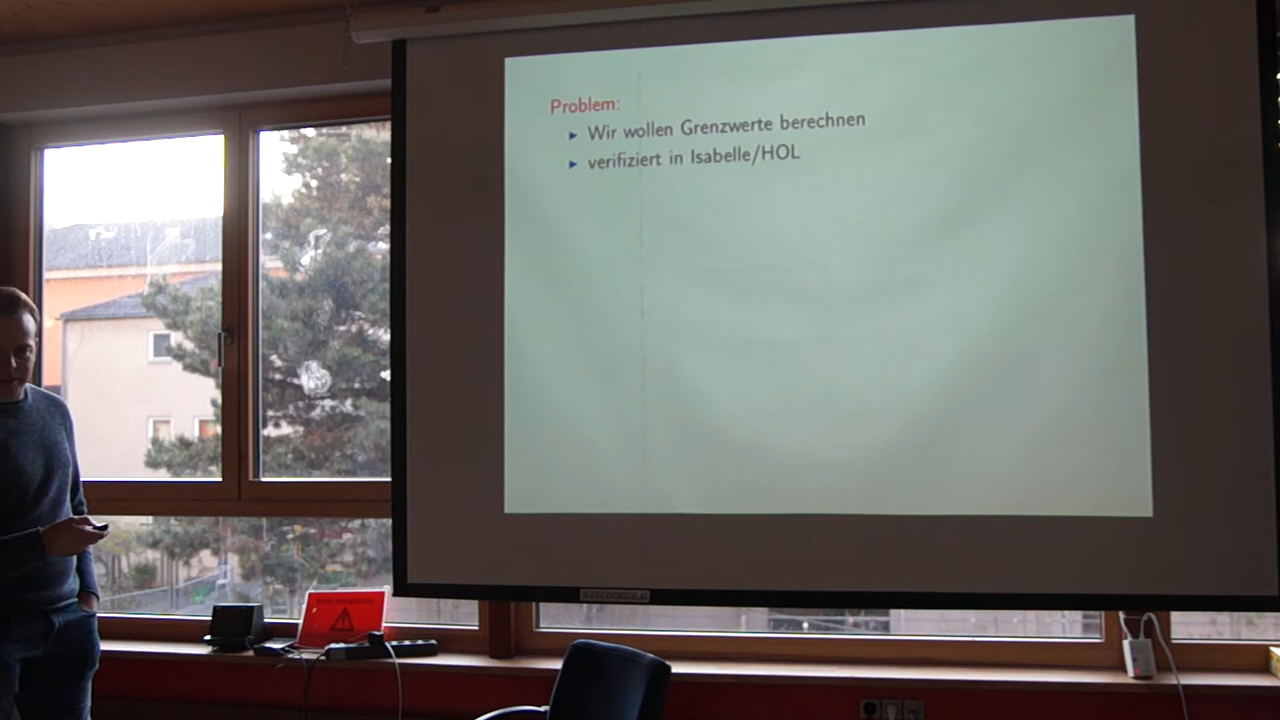 Problem:
Wir wollen Grenzwerte berechnen
verifiziert in Isabelle/HOL